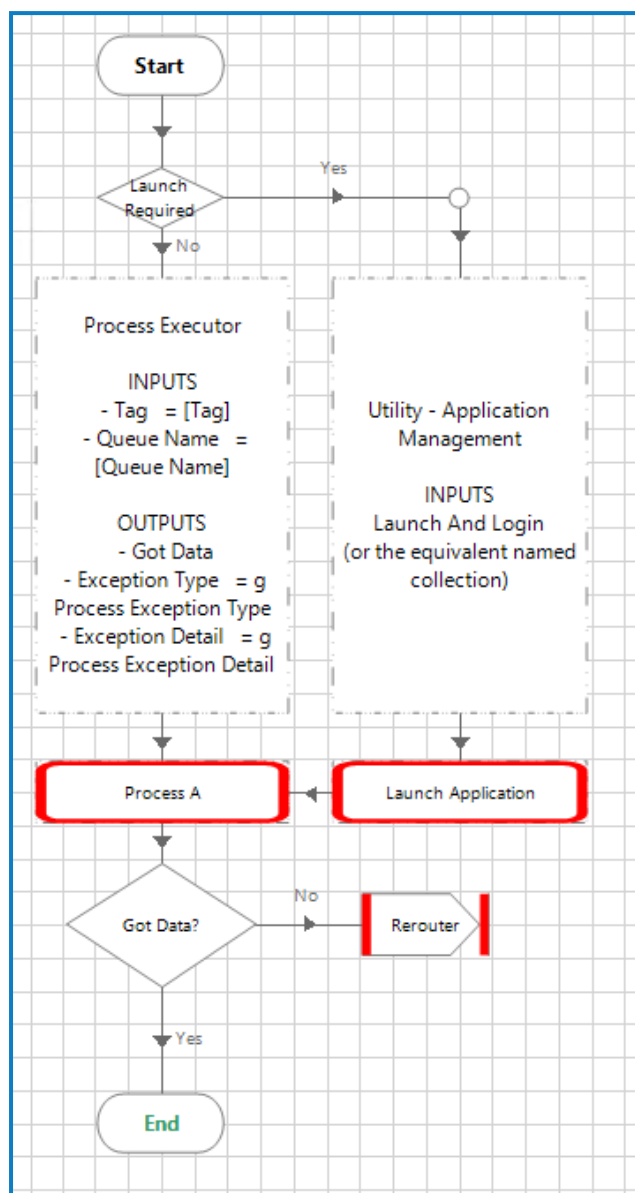 Start
Launch
Required
Yes
No
Process Executor
INPUTS
- Tag = [Tag]
- Queue Name =
[Queue Name]
OUTPUTS
- Got Data
- Exception Type = g
Process Exception Type
- Exception Detail = g
Process Exception Detail
Utility - Application
Management
INPUTS
Launch And Login
(or the equivalent named
collection)
Process A
Launch Application
Got Data?
No
Rerouter
Yes
End